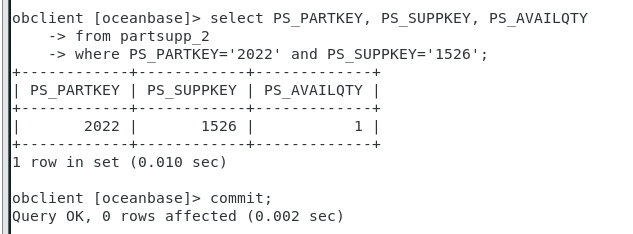 obclient [oceanbase]> select PS_PARTKEY, PS_SUPPKEY, PS_AVAILQTY
    -> from partsupp_2
    -> where PS_PARTKEY='2022' and PS_SUPPKEY='1526';
+------------+------------+-------------+
| PS_PARTKEY | PS_SUPPKEY | PS_AVAILQTY |
+------------+------------+-------------+
|       2022 |       1526 |           1 |
+------------+------------+-------------+
1 row in set (0.010 sec)

obclient [oceanbase]> commit;
Query OK, 0 rows affected (0.002 sec)